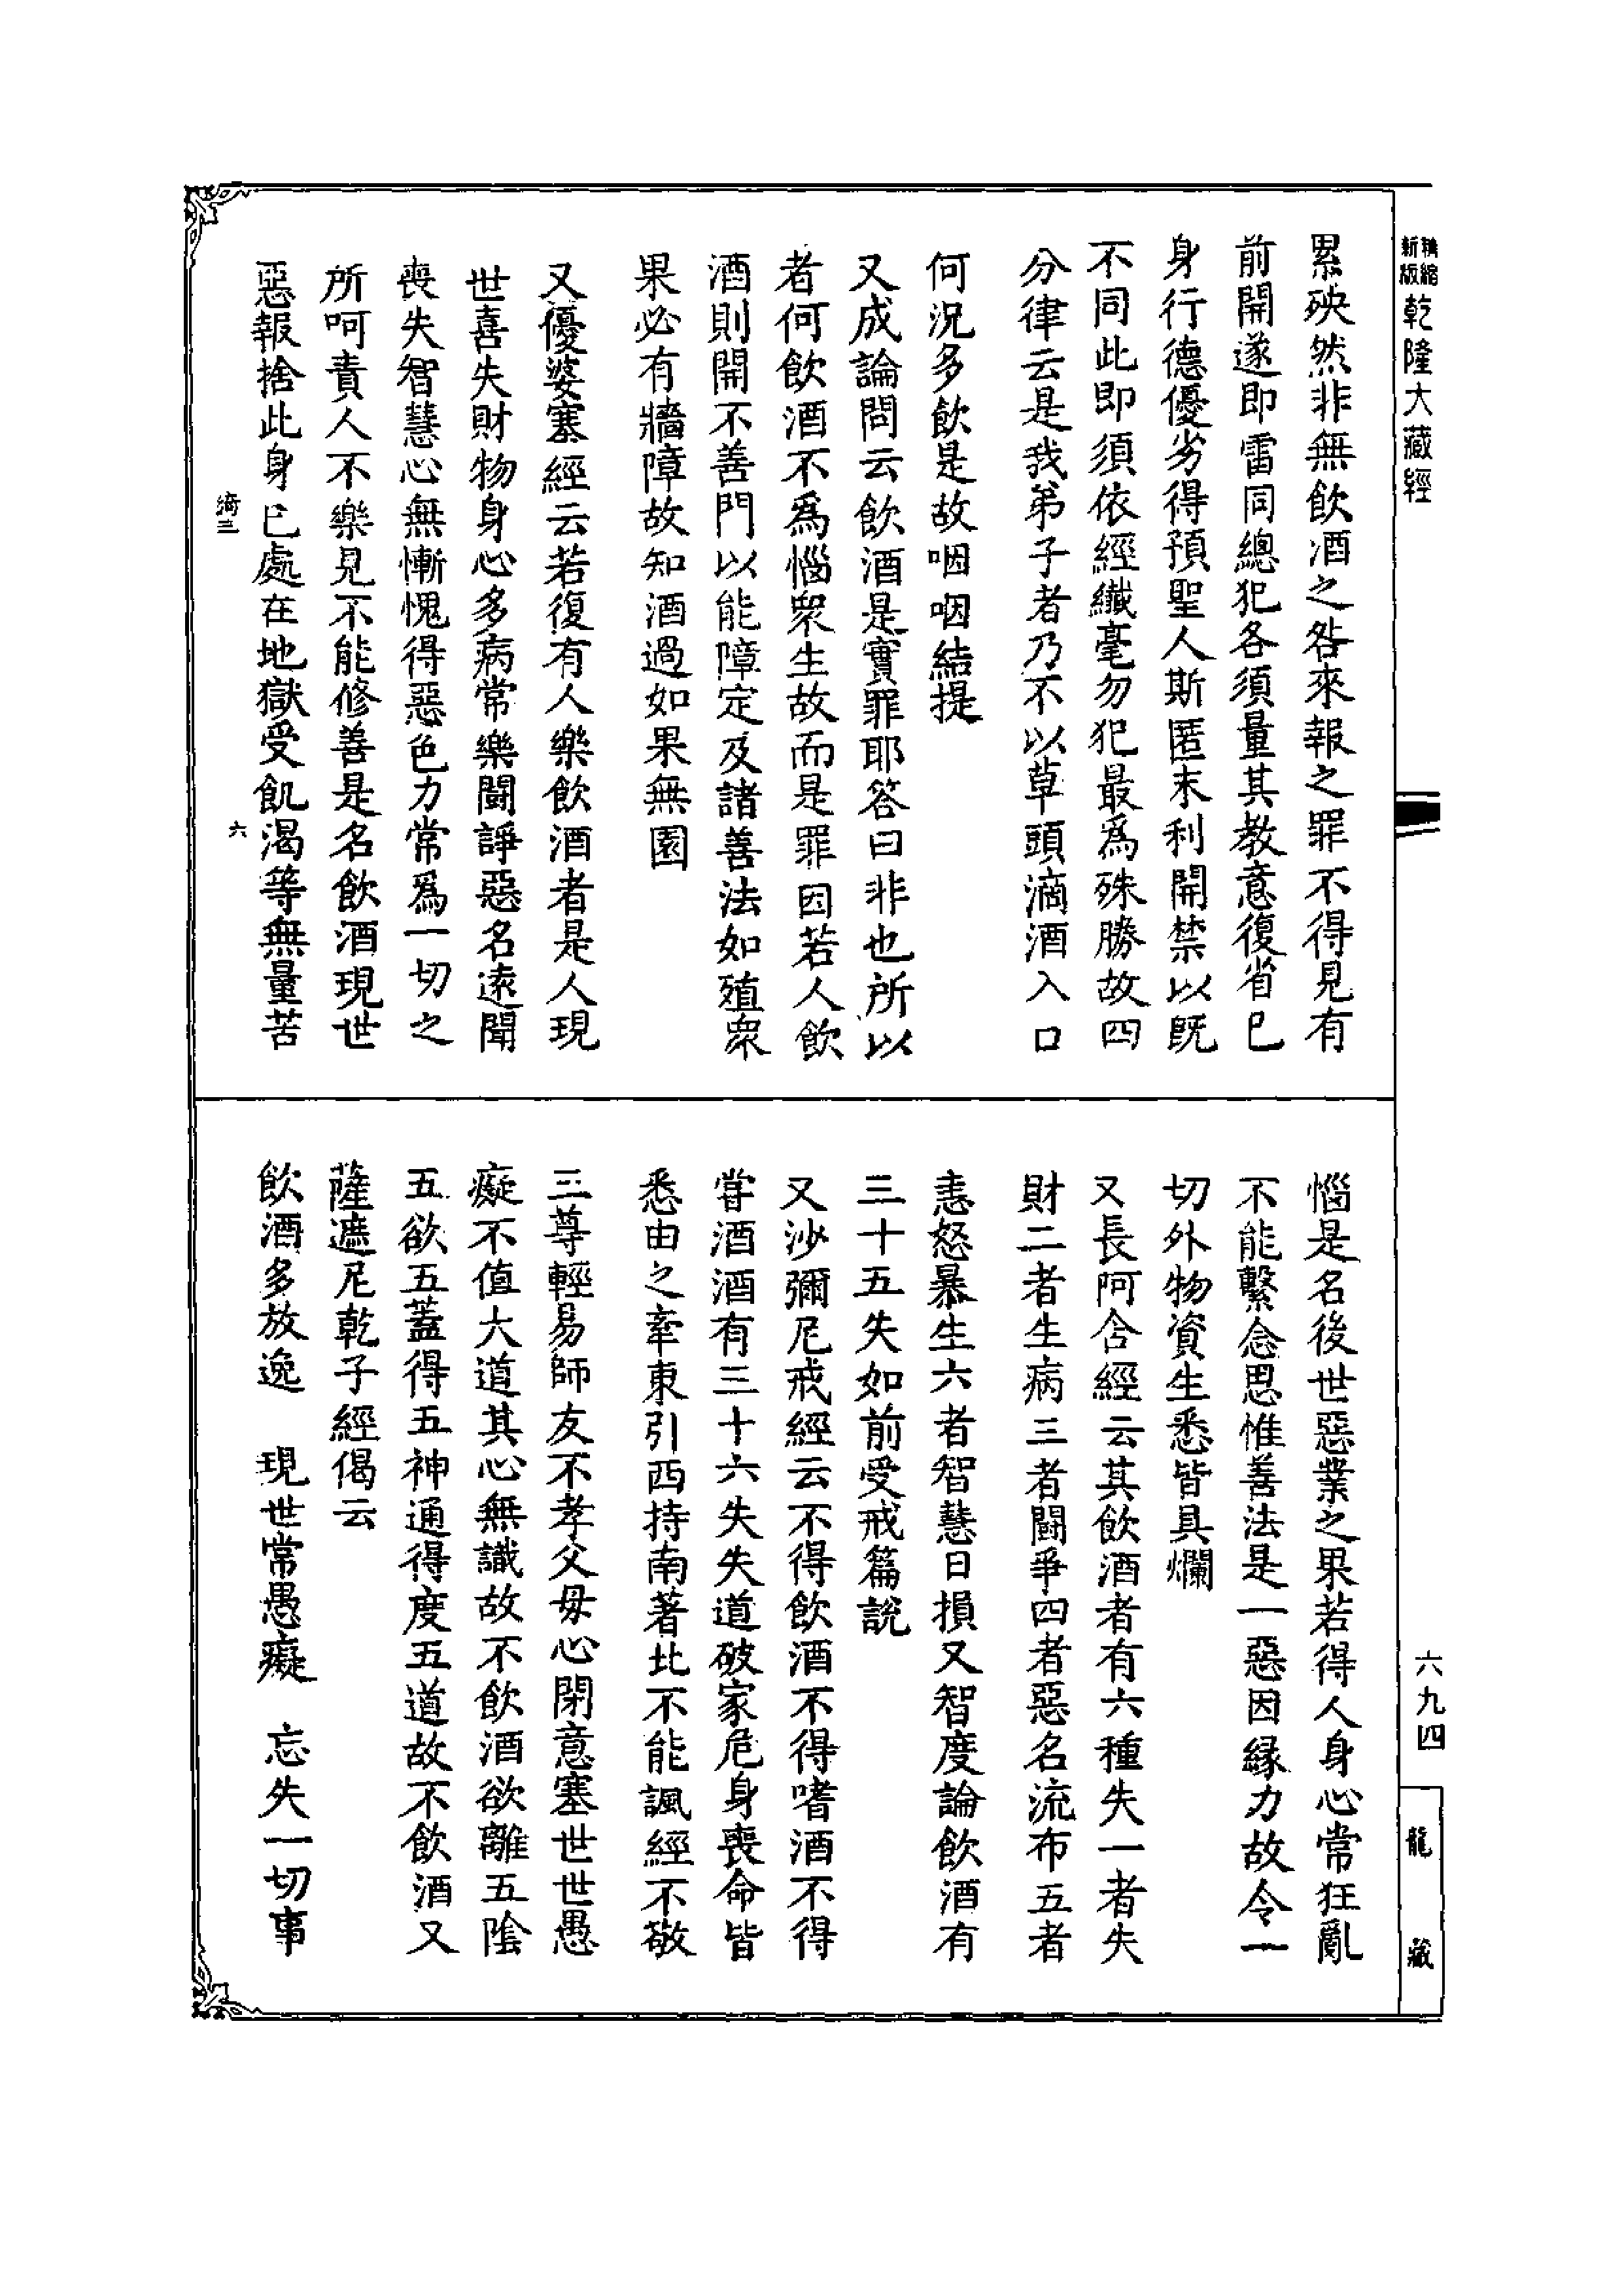 精縮新版乾隆大藏經
累殃然非無飲酒之咎來報之罪不得見有
前開遂即雷同總犯各須量其教意復省已
身行德優劣得預聖人斯匿末利開禁以既
不同此即須依經纖毫勿犯最為殊勝故四
分律云是我弟子者乃不以草頭滴酒入口
何況多飲是故咽咽結提
又成論問云飲酒是實罪耶答曰非也所以
者何飲酒不為惱眾生故而是罪因若人飲
酒則開不善門以能障定及諸善法如殖眾
果必有牆障故知酒過如果無園
又優婆塞經云若復有人樂飲酒者是人現
世喜失財物身心多病常樂鬪諍惡名遠聞
喪失智慧心無慚愧得惡色力常為一切之
所呵責人不樂見不能修善是名飲酒現世
惡報捨此身已處在地獄受飢渴等無量苦
綺三
六
惱是名後世惡業之果若得人身心常狂亂
不能繫念思惟善法是一惡因緣力故令一
切外物資生悉皆具爛
又長阿含經云其飲酒者有六種失一者失
財二者生病三者鬪爭四者惡名流布五者
恚怒暴生六者智慧日損又智度論飲酒有
三十五失如前受戒篇說
又沙彌尼戒經云不得飲酒不得嗜酒不得
甞酒酒有三十六失失道破家危身喪命皆
悉由之牽東引西持南著北不能諷經不敬
三尊輕易師友不孝父母心閉意塞世世愚
癡不值大道其心無識故不飲酒欲離五陰
五欲五蓋得五神通得度五道故不飲酒又
薩遮尼乾子經偈云
飲酒多放逸　現世常愚癡　忘失一切事
六九四
龍藏